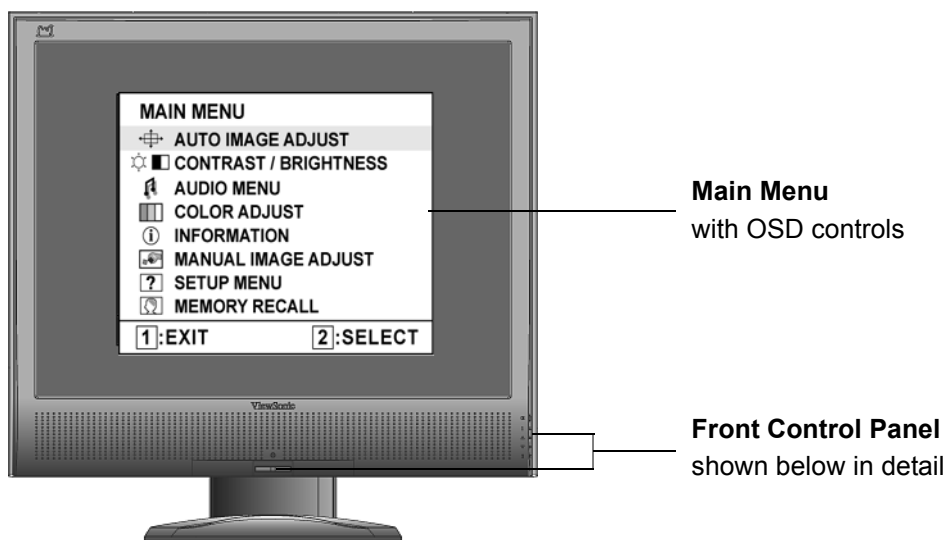 MAIN MENU
AUTO IMAGE ADJUST
CONTRAST / BRIGHTNESS
AUDIO MENU
COLOR ADJUST
INFORMATION
MANUAL IMAGE ADJUST
? SETUP MENU
MEMORY RECALL
1:EXIT 2:SELECT
Main Menu
with OSD controls
ViewSonic
Front Control Panel
shown below in detail